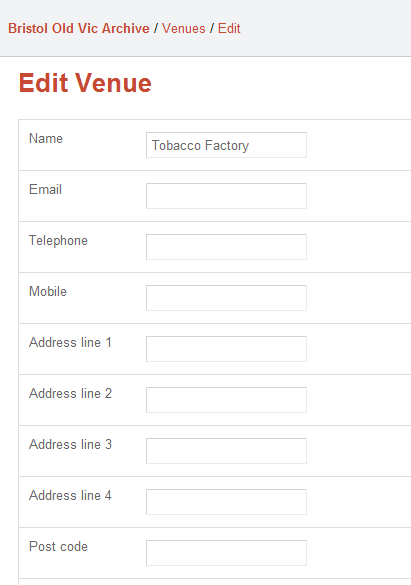 Bristol Old Vic Archive / Venues / Edit
Edit Venue
Name Tobacco Factory
Email
Telephone
Mobile
Address line 1
Address line 2
Address line 3
Address line 4
Post code